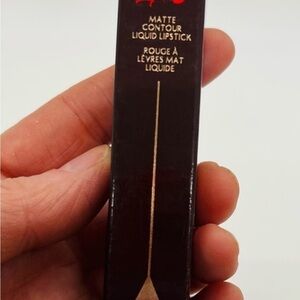 MATTE
CONTOUR
LIQUID LIPSTICK
ROUGE À
LÈVRES MAT
LIQUIDE